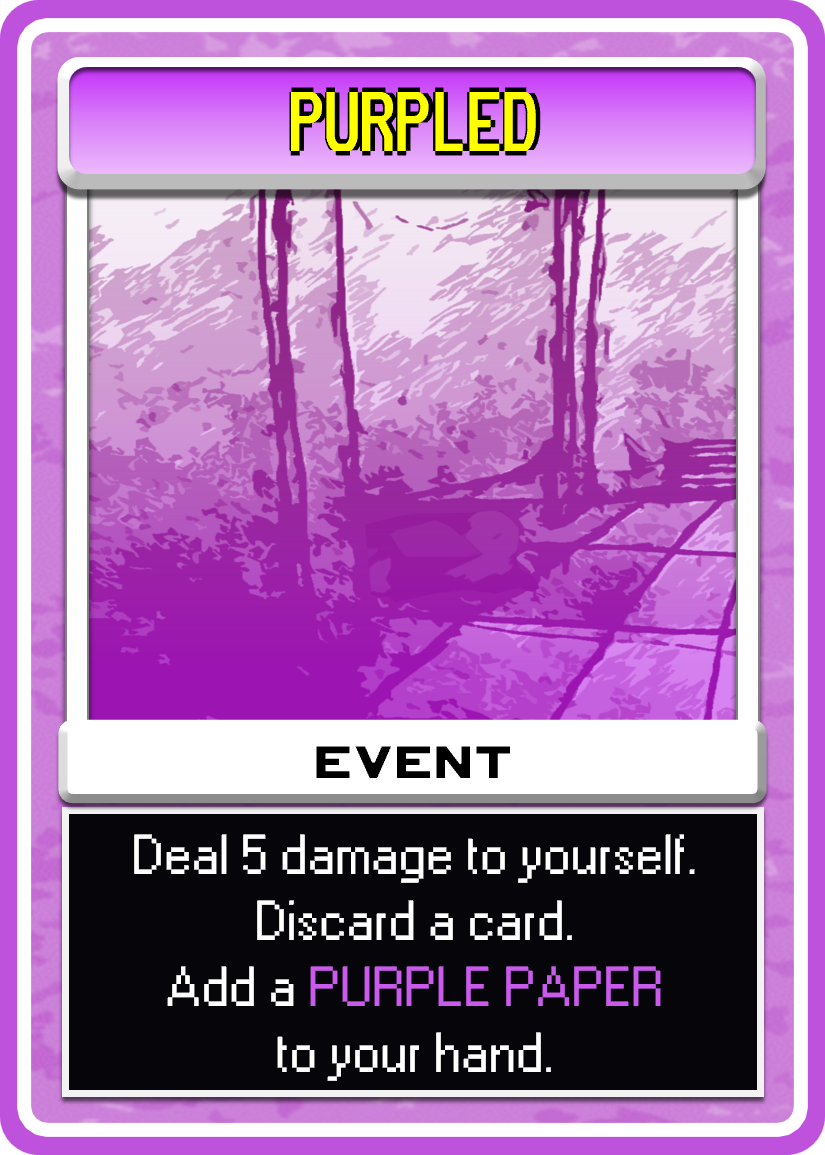 PURPLED
EVENT
Deal 5 damage to yourself.
Discard a card.
Add a PURPLE PAPER
to your hand.